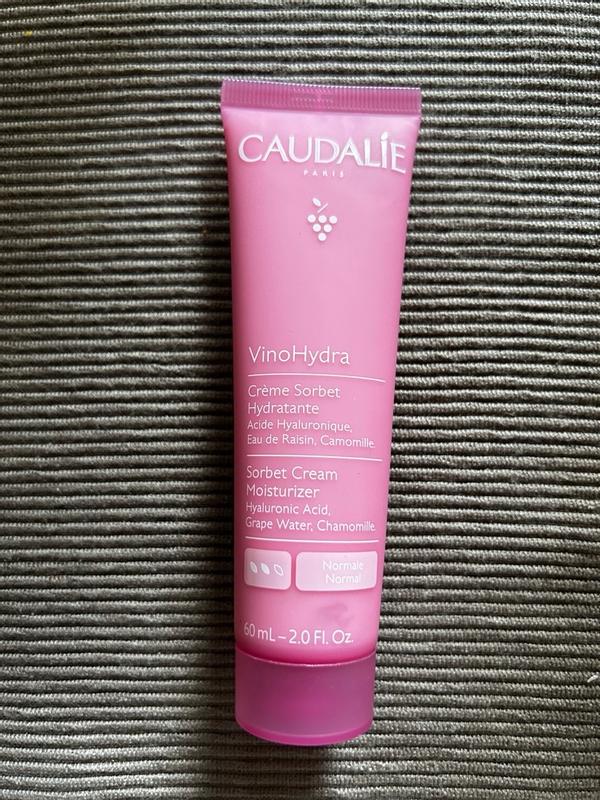 CAUDALÍE
PARIS
VinoHydra
Crème Sorbet
Hydratante
Acide Hyaluronique,
Eau de Raisin, Camomille.
Sorbet Cream
Moisturizer
Hyaluronic Acid,
Grape Water, Chamomille.
Normale
Normal
60 mL – 2.0 Fl. Oz.